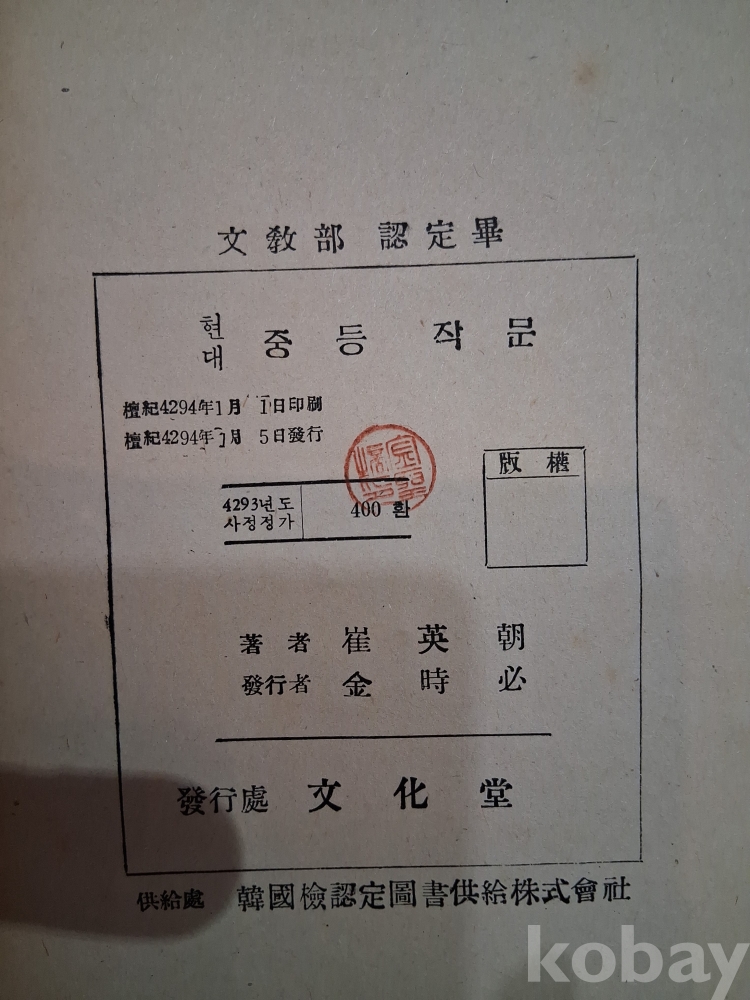 文敎部 認定畢
현대 중등 작문
檀紀4294年1月 1日印刷
檀紀4294年1月 5日發行
4293년도
사정정가
400 환
版權
著者 崔英朝
發行者 金時必
發行處 文化堂
供給處 韓國檢認定圖書供給株式會社
kobay